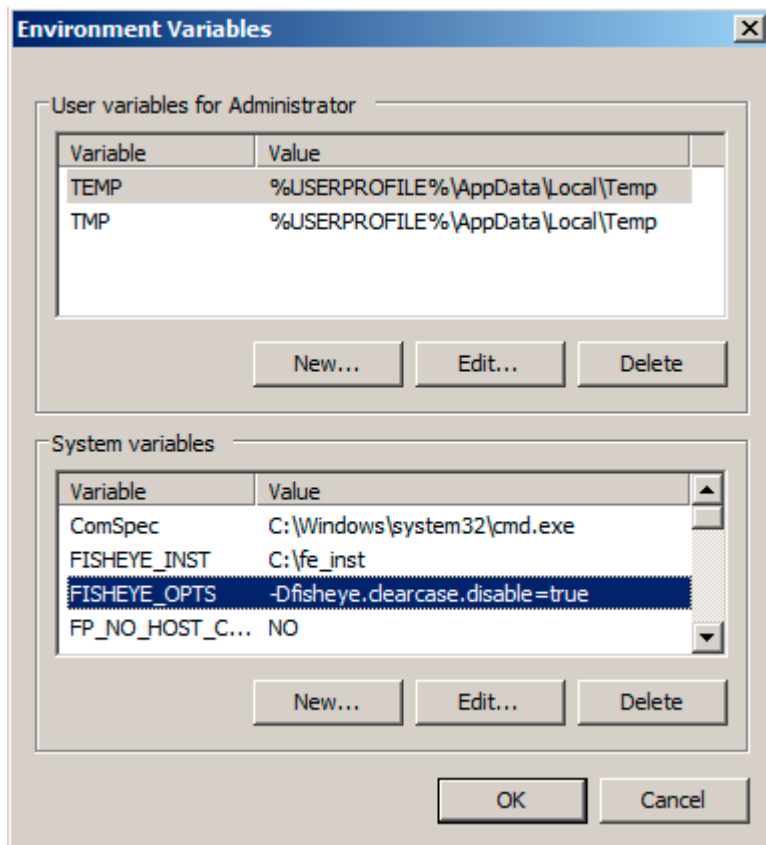 Environment Variables
User variables for Administrator
Variable Value
TEMP %USERPROFILE%\AppData\Local\Temp
TMP %USERPROFILE%\AppData\Local\Temp
New... Edit... Delete
System variables
Variable Value
ComSpec C:\Windows\system32\cmd.exe
FISHEYE_INST C:\fe_inst
FISHEYE_OPTS -Dfisheye.clearcase.disable=true
FP_NO_HOST_C... NO
New... Edit... Delete
OK Cancel